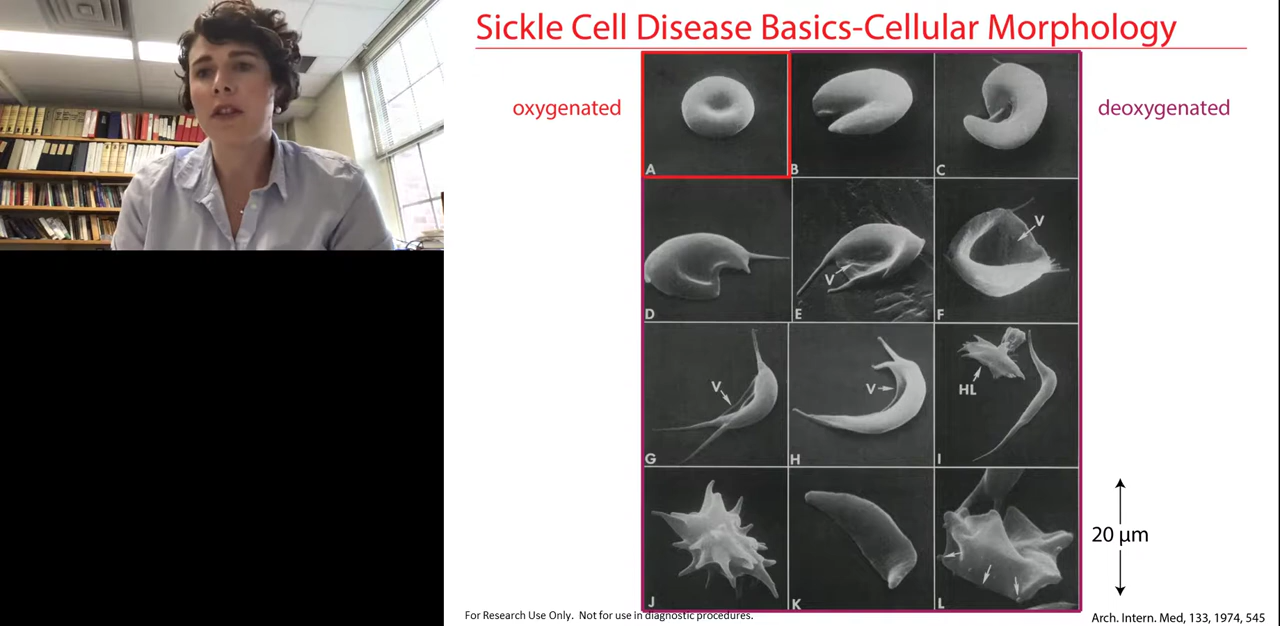 Sickle Cell Disease Basics-Cellular Morphology
oxygenated
deoxygenated
A
B
C
D
V
E
V
F
V
G
V
H
HL
I
J
K
L
20 µm
For Research Use Only. Not for use in diagnostic procedures.
Arch. Intern. Med, 133, 1974, 545